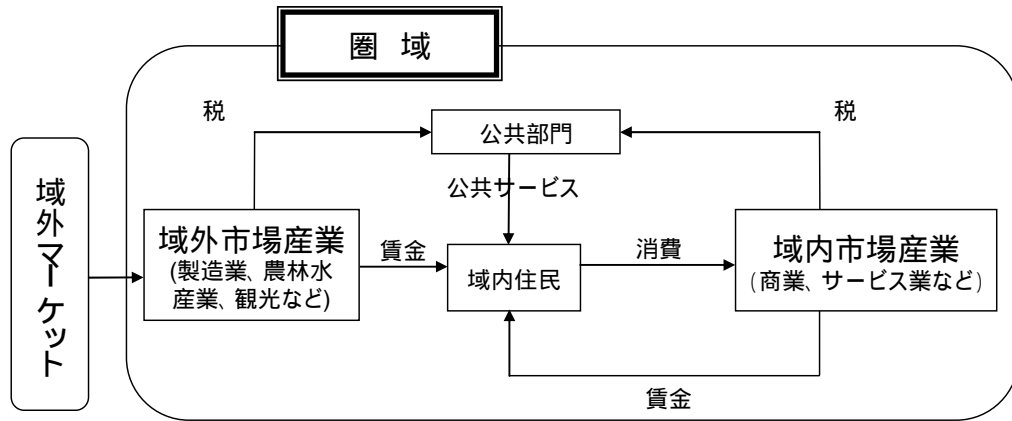 圏 域
税
税
公共部門
公共サービス
域外マーケット
域外市場産業
(製造業、農林水
産業、観光など)
賃金
域内住民
消費
域内市場産業
(商業、サービス業など)
賃金